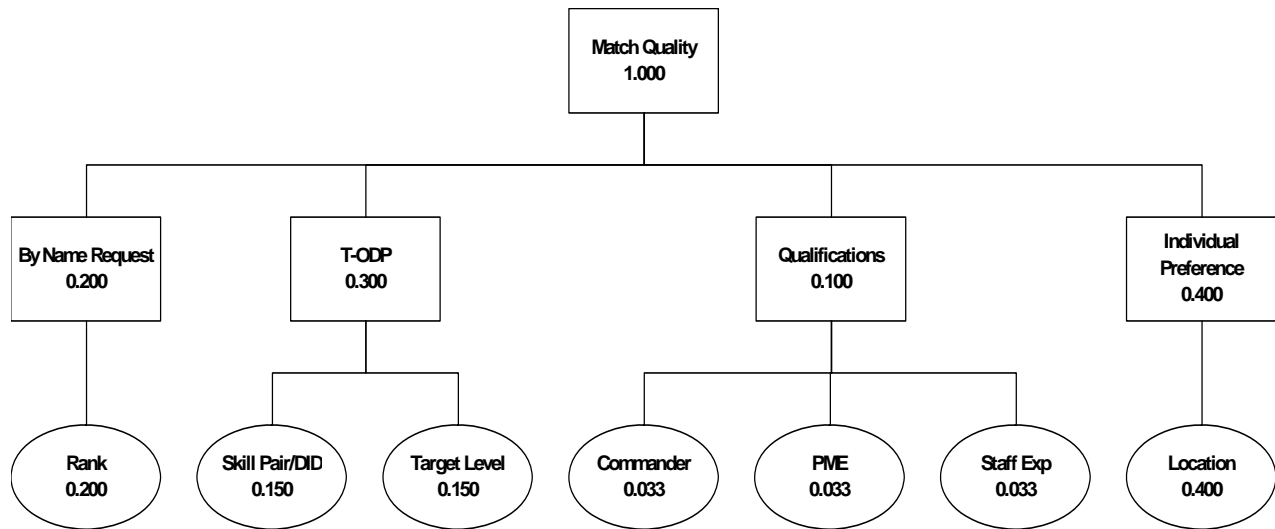 Match Quality
1.000
By Name Request
0.200
T-ODP
0.300
Qualifications
0.100
Individual
Preference
0.400
Rank
0.200
Skill Pair/DID
0.150
Target Level
0.150
Commander
0.033
PME
0.033
Staff Exp
0.033
Location
0.400